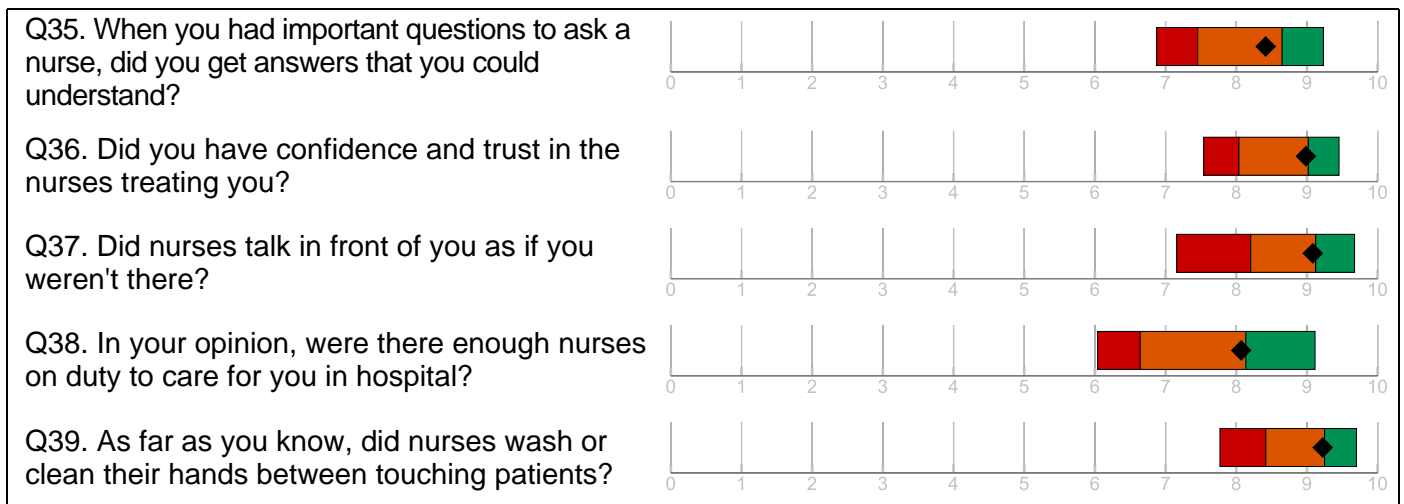 Q35. When you had important questions to ask a
nurse, did you get answers that you could
understand?
0 1 2 3 4 5 6 7 8 9 10
Q36. Did you have confidence and trust in the
nurses treating you?
0 1 2 3 4 5 6 7 8 9 10
Q37. Did nurses talk in front of you as if you
weren't there?
0 1 2 3 4 5 6 7 8 9 10
Q38. In your opinion, were there enough nurses
on duty to care for you in hospital?
0 1 2 3 4 5 6 7 8 9 10
Q39. As far as you know, did nurses wash or
clean their hands between touching patients?
0 1 2 3 4 5 6 7 8 9 10